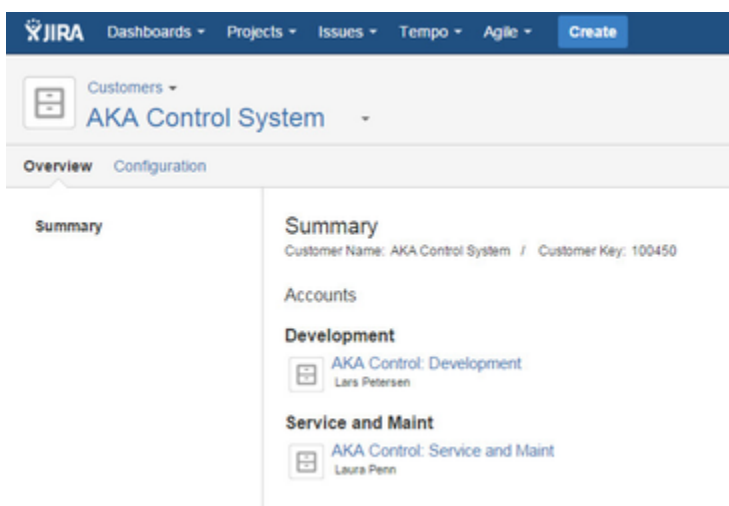 JIRA Dashboards Projects Issues Tempo Agile Create
Customers
AKA Control System
Overview Configuration
Summary
Summary
Customer Name: AKA Control System / Customer Key: 100450
Accounts
Development
AKA Control: Development
Lars Petersen
Service and Maint
AKA Control: Service and Maint
Laura Penn